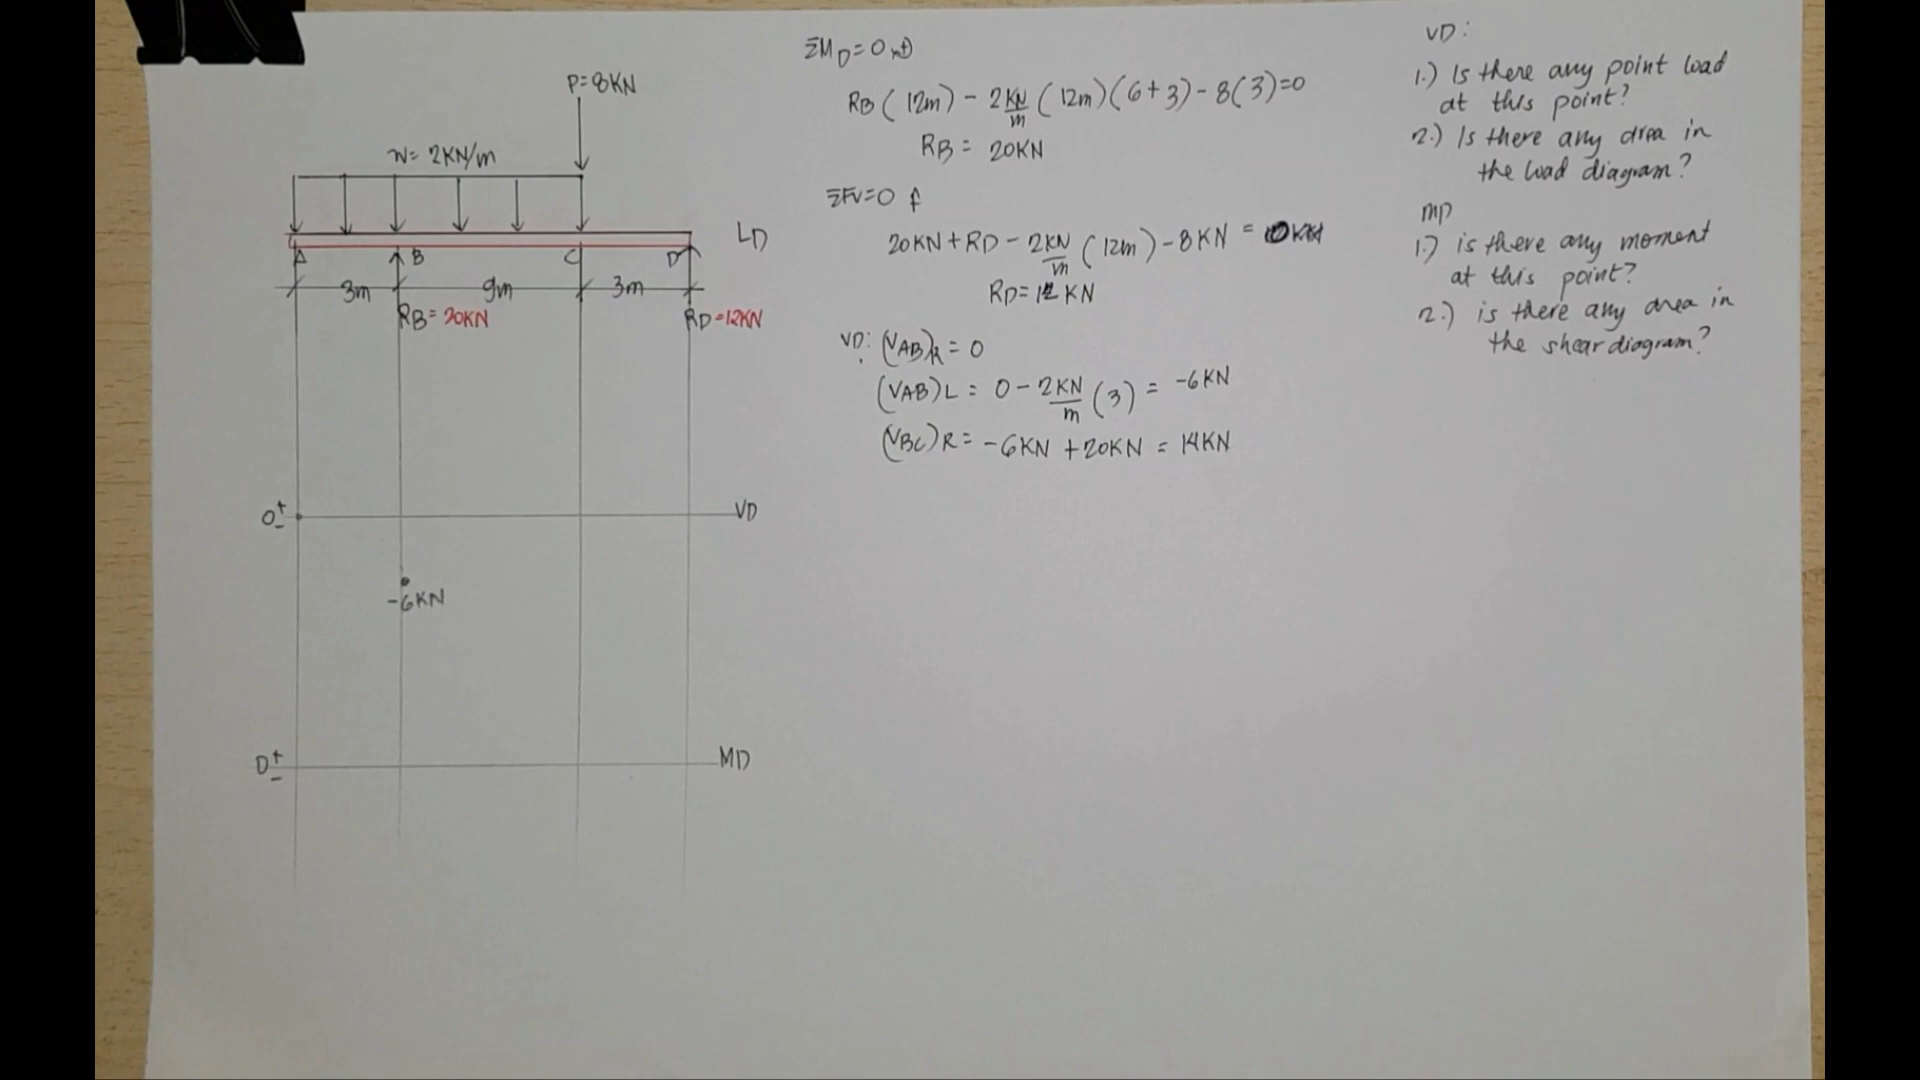 P=8KN
W=2KN/m
LD
A B C D
3m 9m 3m
RB=20KN RD=12KN
0 + - VD
-6KN
0 + - MD
ΣMD=0
RB(12m) - 2KN/m (12m)(6+3) - 8(3)=0
RB = 20KN
ΣFV=0
20KN+RD - 2KN/m (12m) - 8KN = 0
RD=12 KN
VD: (VAB)R = 0
(VAB)L = 0 - 2KN/m (3) = -6KN
(VBC)R = -6KN + 20KN = 14KN
VD:
1.) Is there any point load
at this point?
2.) Is there any area in
the load diagram?
MD
1.) is there any moment
at this point?
2.) is there any area in
the shear diagram?